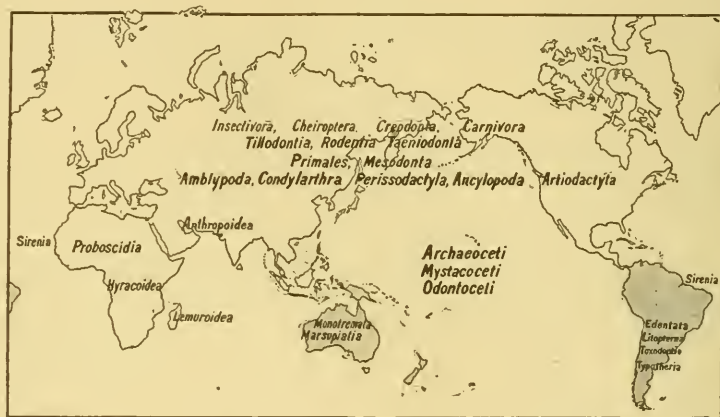 Insectivora, Cheiroptera. Creodonta, Carnivora
Tillodontia, Rodentia Taeniodonta
Primates, Mesodonta
Amblypoda, Condylarthra Perissodactyla, Ancylopoda Artiodactyla
Anthropoidea
Sirenia Proboscidia
Archaeoceti
Mystacoceti
Odontoceti
Sirenia
Hyracoidea
Lemuroidea
Monotremata
Marsupialia
Edentata
Litopterna
Typotheria